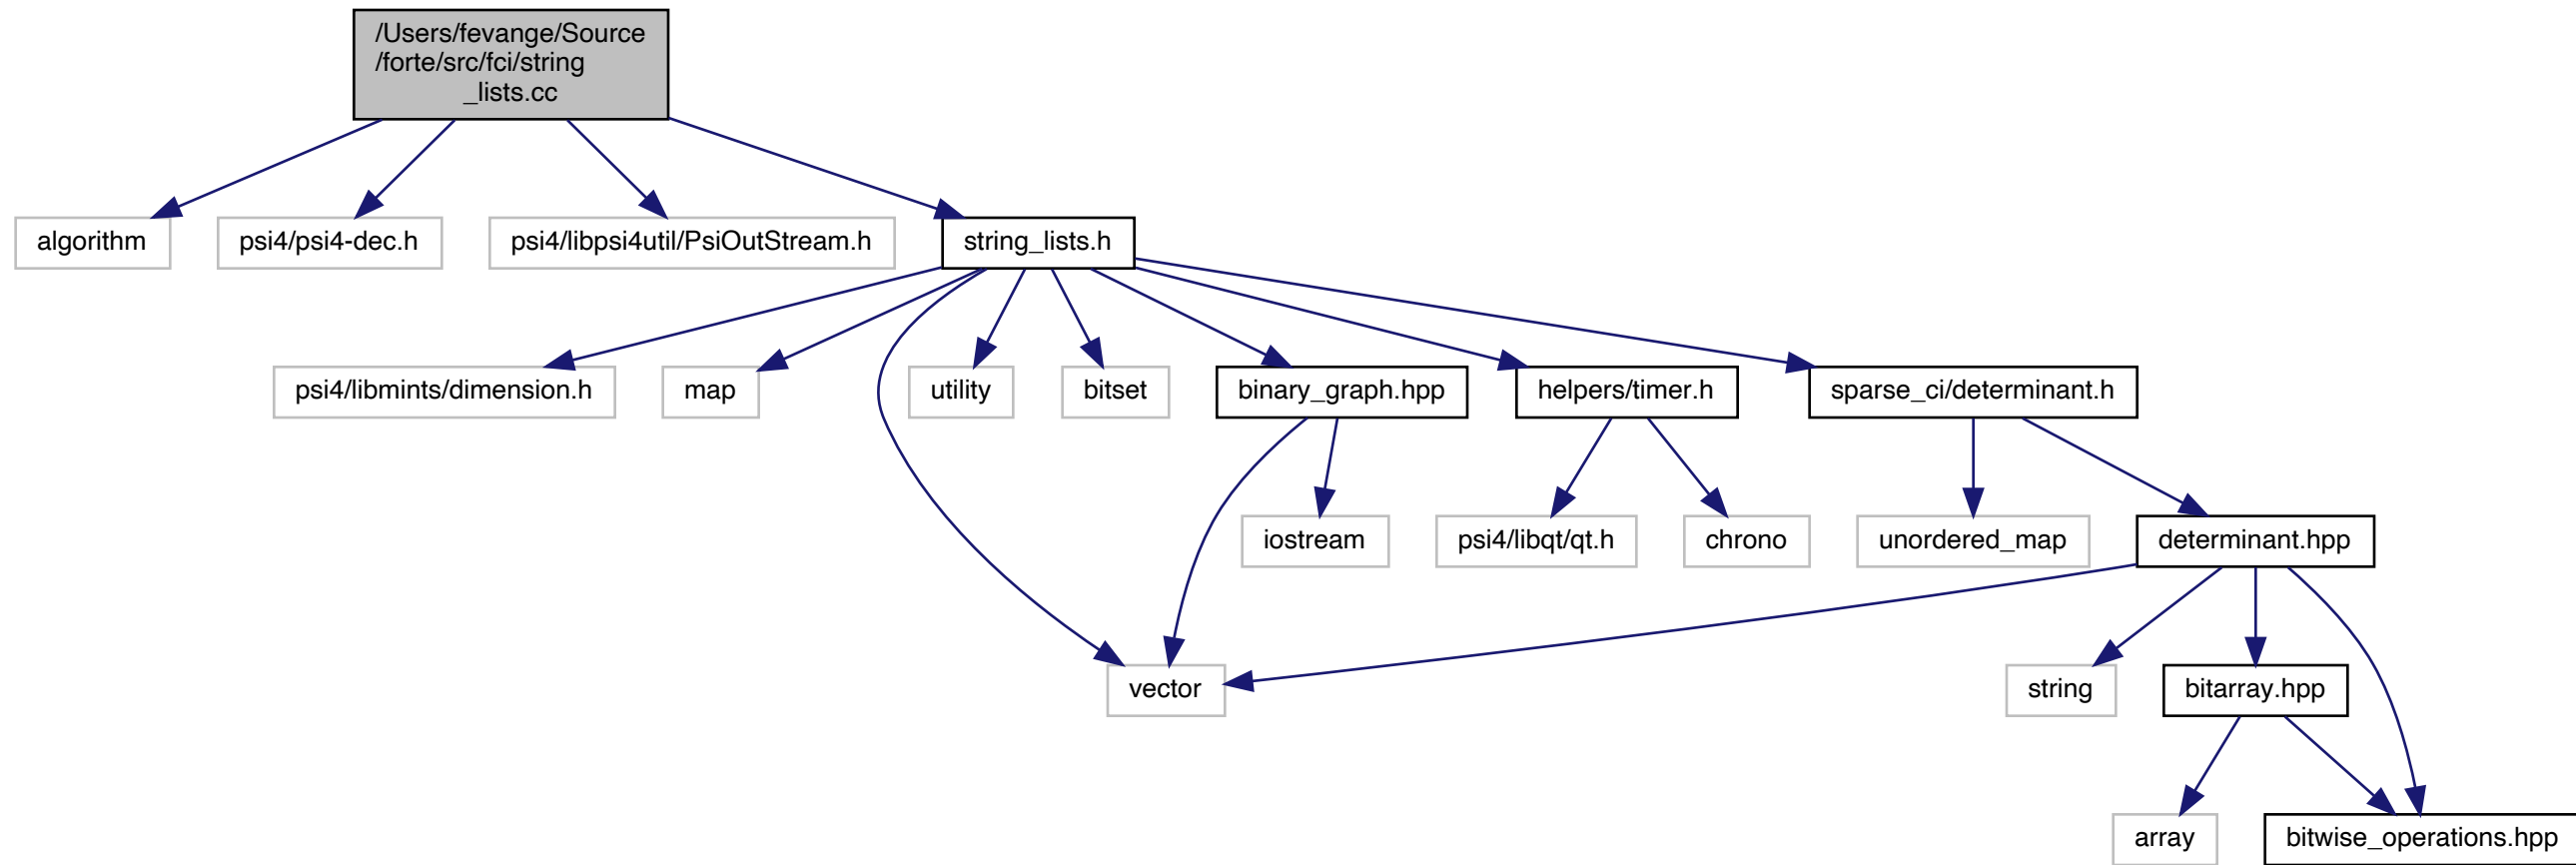 /Users/fevange/Source
/forte/src/fci/string
_lists.cc
algorithm
psi4/psi4-dec.h
psi4/libpsi4util/PsiOutStream.h
string_lists.h
psi4/libmints/dimension.h
map
utility
bitset
binary_graph.hpp
helpers/timer.h
sparse_ci/determinant.h
iostream
psi4/libqt/qt.h
chrono
unordered_map
determinant.hpp
vector
string
bitarray.hpp
array
bitwise_operations.hpp